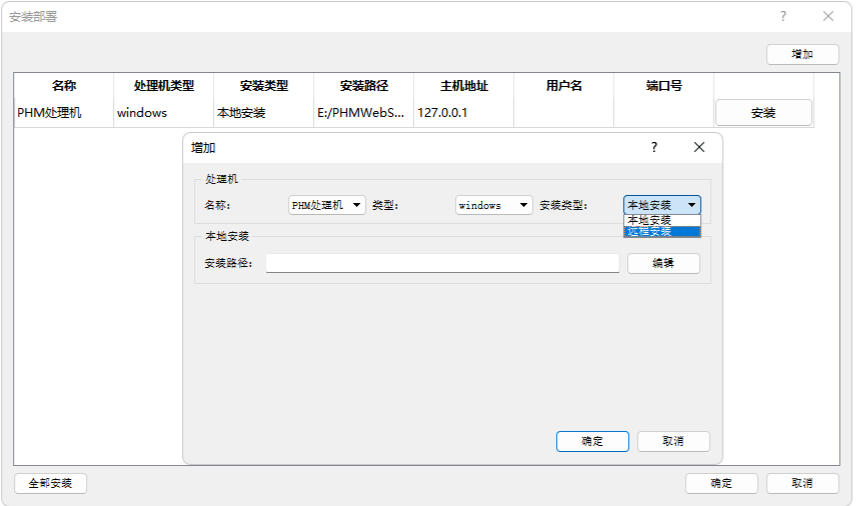 安装部署
增加
名称 处理机类型 安装类型 安装路径 主机地址 用户名 端口号
PHM处理机 windows 本地安装 E:/PHMWebS... 127.0.0.1 安装
增加
处理机
名称: PHM处理机 类型: windows 安装类型: 本地安装
本地安装
远程安装
本地安装
安装路径: 编辑
确定 取消
全部安装 确定 取消